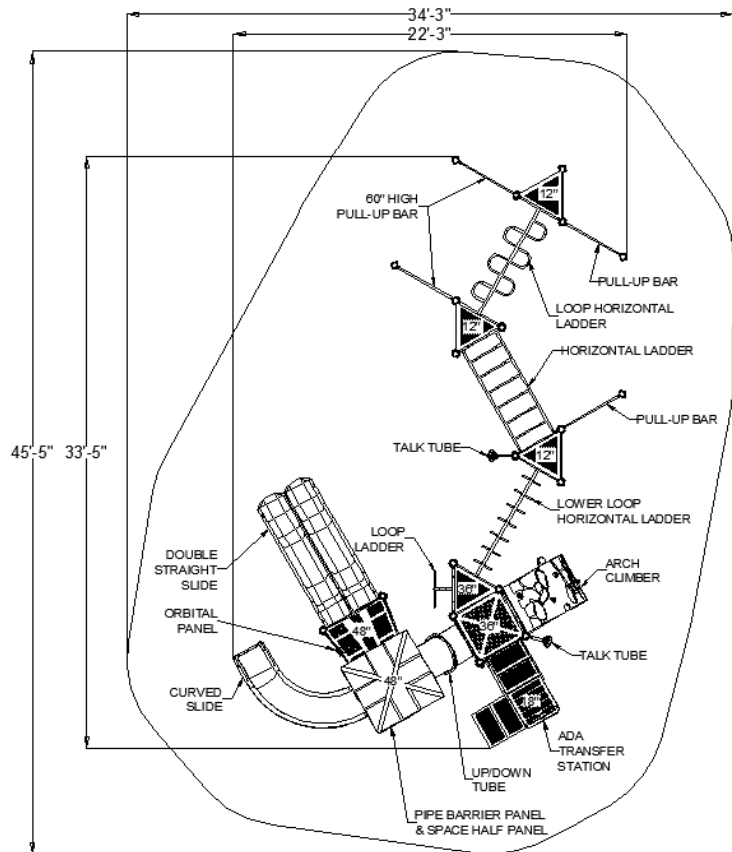 34'-3"
22'-3"
12"
60" HIGH
PULL-UP BAR
PULL-UP BAR
LOOP HORIZONTAL
LADDER
12"
HORIZONTAL LADDER
PULL-UP BAR
45'-5"
33'-5"
TALK TUBE
12"
LOWER LOOP
HORIZONTAL LADDER
LOOP
LADDER
DOUBLE
STRAIGHT
SLIDE
ARCH
CLIMBER
36"
36"
ORBITAL
PANEL
48"
TALK TUBE
48"
CURVED
SLIDE
18"
ADA
TRANSFER
STATION
UP/DOWN
TUBE
PIPE BARRIER PANEL
& SPACE HALF PANEL